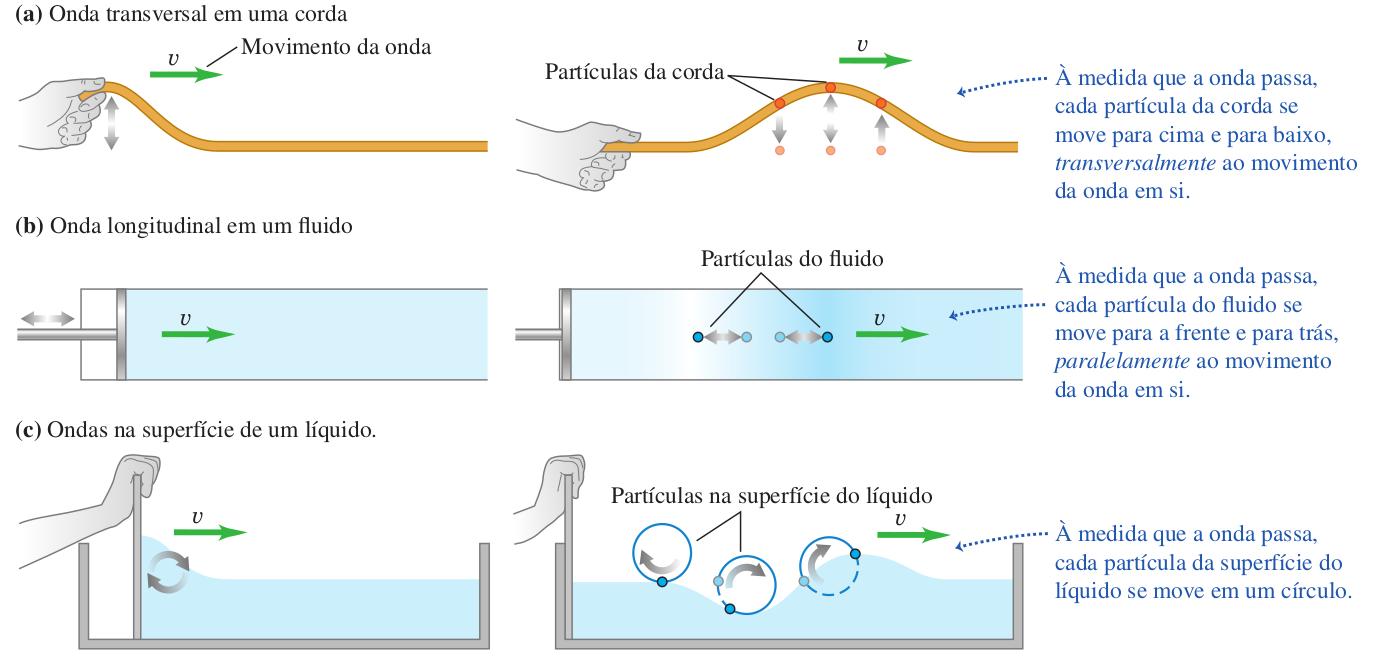 (a) Onda transversal em uma corda
v
Movimento da onda
Partículas da corda
v
À medida que a onda passa,
cada partícula da corda se
move para cima e para baixo,
transversalmente ao movimento
da onda em si.
(b) Onda longitudinal em um fluido
v
Partículas do fluido
v
À medida que a onda passa,
cada partícula do fluido se
move para a frente e para trás,
paralelamente ao movimento
da onda em si.
(c) Ondas na superfície de um líquido.
v
Partículas na superfície do líquido
v
À medida que a onda passa,
cada partícula da superfície do
líquido se move em um círculo.